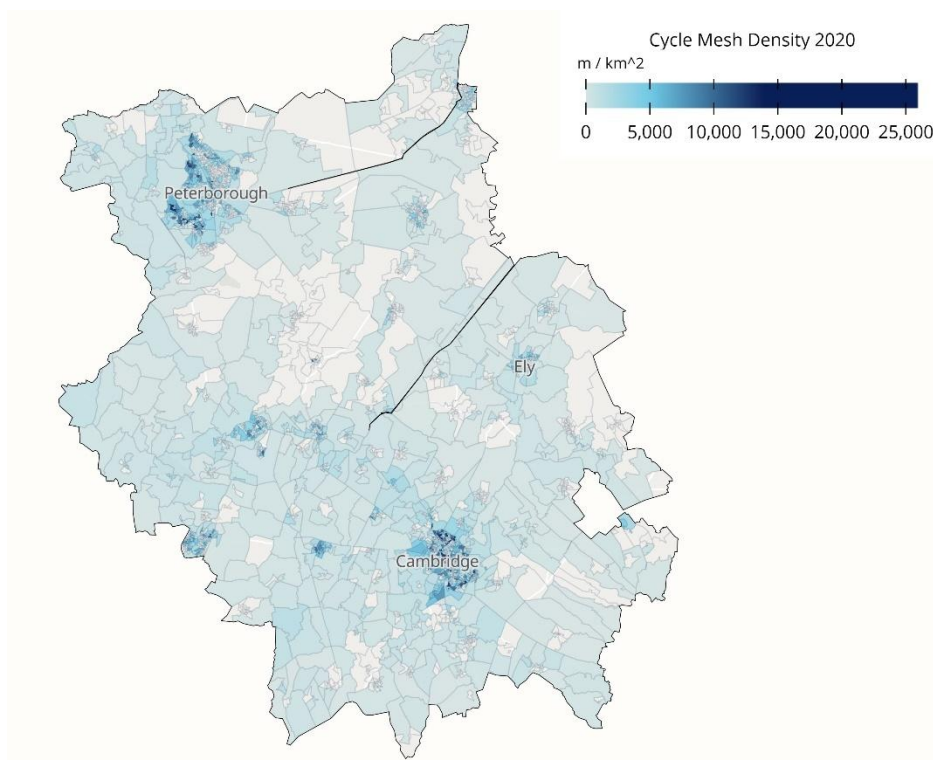 Cycle Mesh Density 2020
m / km^2
0 5,000 10,000 15,000 20,000 25,000
Peterborough
Ely
Cambridge